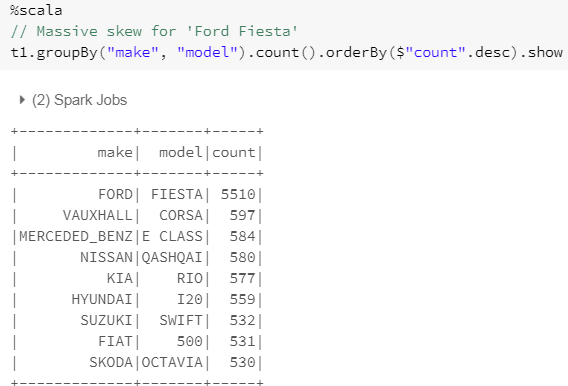 %scala
// Massive skew for 'Ford Fiesta'
t1.groupBy("make", "model").count().orderBy($"count".desc).show
(2) Spark Jobs
+-------------+-------+-----+
|         make|  model|count|
+-------------+-------+-----+
|         FORD| FIESTA| 5510|
|     VAUXHALL|  CORSA|  597|
|MERCEDED_BENZ|E CLASS|  584|
|       NISSAN|QASHQAI|  580|
|          KIA|    RIO|  577|
|      HYUNDAI|    I20|  559|
|       SUZUKI|  SWIFT|  532|
|         FIAT|    500|  531|
|        SKODA|OCTAVIA|  530|
+-------------+-------+-----+